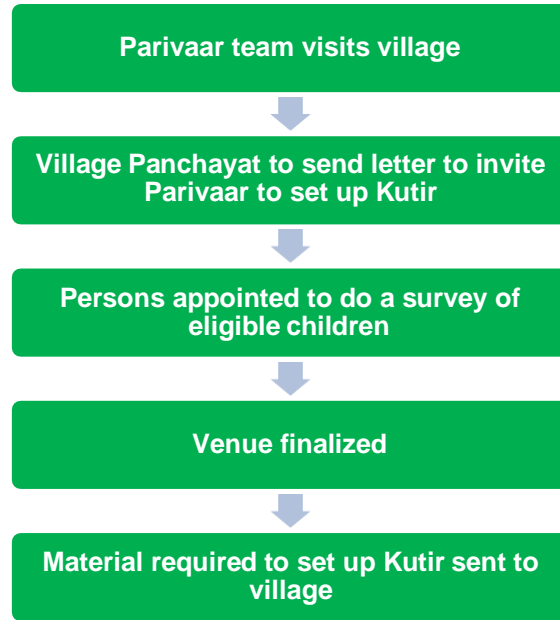 Parivaar team visits village
Village Panchayat to send letter to invite
Parivaar to set up Kutir
Persons appointed to do a survey of
eligible children
Venue finalized
Material required to set up Kutir sent to
village